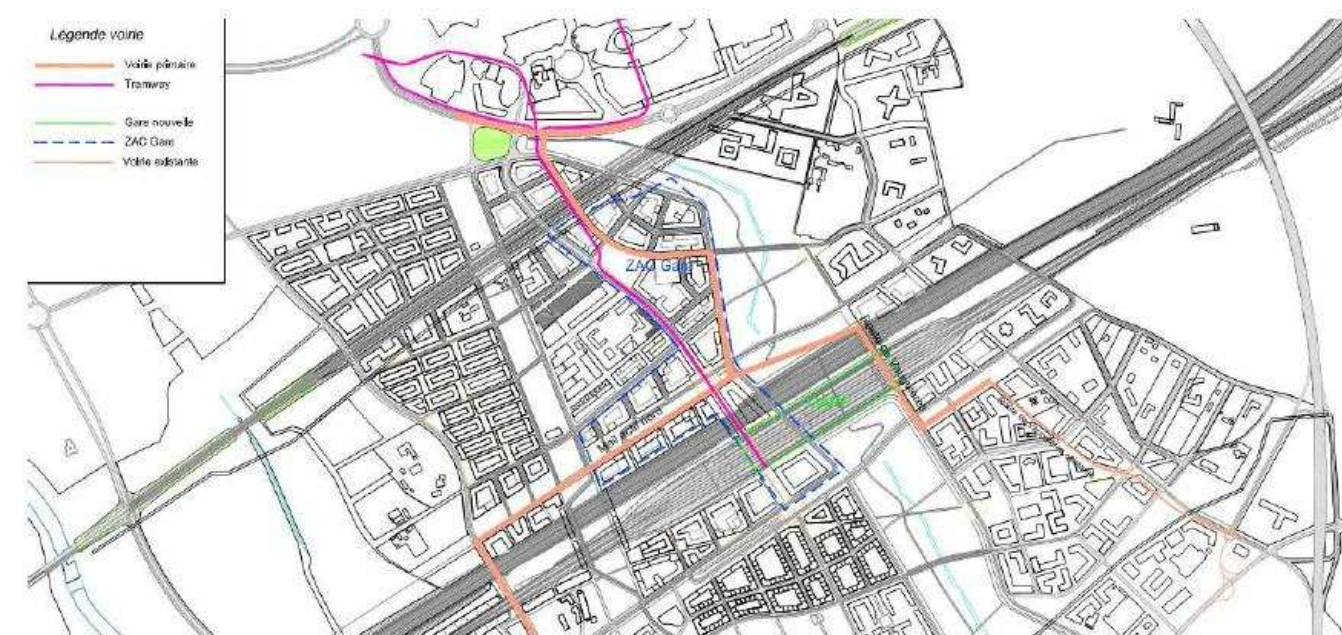 Légende voirie
Voirie primaire
Tramway
Gare nouvelle
ZAC Gare
Voirie existante
ZAC Gare
A